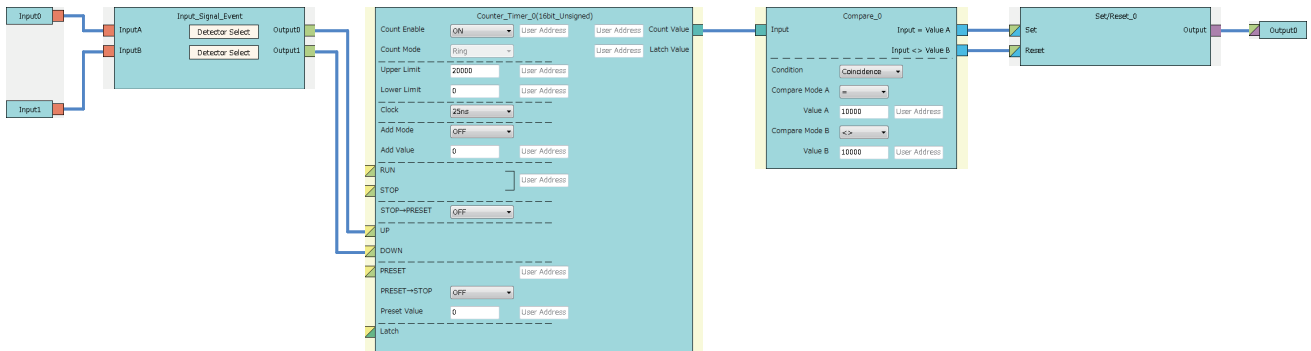 Input0
Input1
Input_Signal_Event
InputA Detector Select Output0
InputB Detector Select Output1
Counter_Timer_0(16bit_Unsigned)
Count Enable ON User Address User Address Count Value
Count Mode Ring User Address Latch Value
Upper Limit 20000 User Address
Lower Limit 0 User Address
Clock 25ns
Add Mode OFF
Add Value 0 User Address
RUN
User Address
STOP
STOP→PRESET OFF
UP
DOWN
PRESET User Address
PRESET→STOP OFF
Preset Value 0 User Address
Latch
Compare_0
Input Input = Value A
Input <> Value B
Condition Coincidence
Compare Mode A =
Value A 10000 User Address
Compare Mode B <>
Value B 10000 User Address
Set/Reset_0
Set Output
Reset
Output0